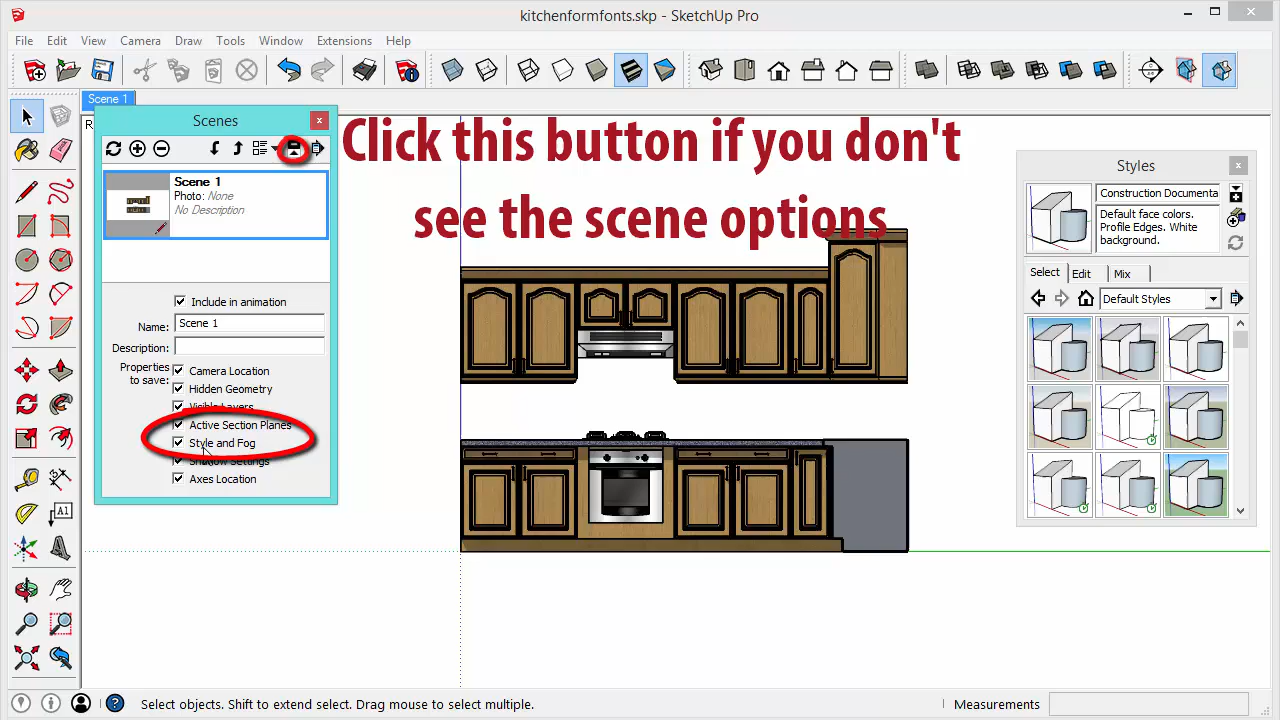 kitchenformfonts.skp - SketchUp Pro
File Edit View Camera Draw Tools Window Extensions Help
Scene 1
Scenes
Click this button if you don't
see the scene options
Scene 1
Photo: None
No Description
Include in animation
Name: Scene 1
Description:
Properties
to save:
Camera Location
Hidden Geometry
Visible Layers
Active Section Planes
Style and Fog
Shadow Settings
Axes Location
Styles
Construction Documenta
Default face colors.
Profile Edges. White
background.
Select Edit Mix
Default Styles
A1
Select objects. Shift to extend select. Drag mouse to select multiple.
Measurements